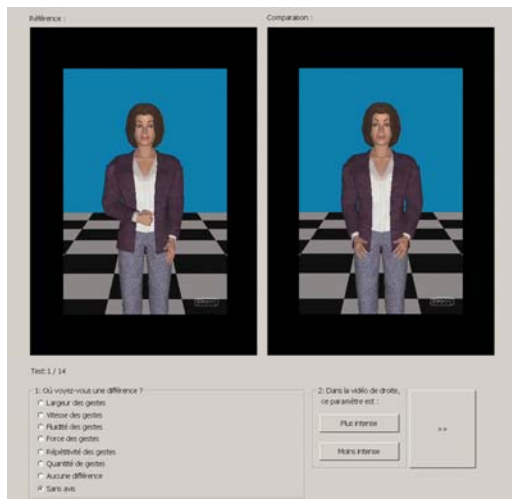 Référence :
Comparaison :
Test: 1 / 14
1: Où voyez-vous une différence ?
Largeur des gestes
Vitesse des gestes
Fluidité des gestes
Force des gestes
Répétitivité des gestes
Quantité de gestes
Aucune différence
Sans avis
2: Dans la vidéo de droite,
ce paramètre est :
Plus intense
Moins intense
>>